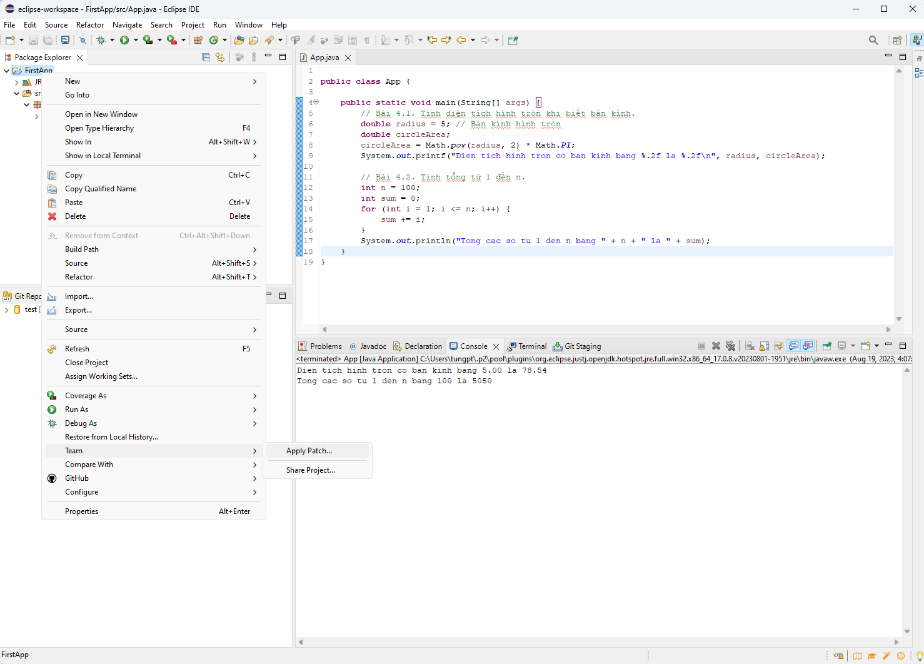 eclipse-workspace - FirstApp/src/App.java - Eclipse IDE
File Edit Source Refactor Navigate Search Project Run Window Help
Package Explorer
App.java
FirstApp
JR
sr
New
Go Into
Open in New Window
Open Type Hierarchy F4
Show In Alt+Shift+W
Show in Local Terminal
Copy Ctrl+C
Copy Qualified Name
Paste Ctrl+V
Delete Delete
Remove from Context Ctrl+Alt+Shift+Down
Build Path
Source Alt+Shift+S
Refactor Alt+Shift+T
Import...
Export...
Source
Refresh F5
Close Project
Assign Working Sets...
Coverage As
Run As
Debug As
Restore from Local History...
Team
Compare With
GitHub
Configure
Properties Alt+Enter
Apply Patch...
Share Project...
Git Repo
test [
1
2 public class App {
3
4 public static void main(String[] args) {
5 // Bài 4.1. Tính diện tích hình tròn khi biết bán kính.
6 double radius = 5; // Bán kính hình tròn
7 double circleArea;
8 circleArea = Math.pow(radius, 2) * Math.PI;
9 System.out.printf("Dien tich hinh tron co ban kinh bang %.2f la %.2f\n", radius, circleArea);
10
11 // Bài 4.2. Tính tổng từ 1 đến n.
12 int n = 100;
13 int sum = 0;
14 for (int i = 1; i <= n; i++) {
15 sum += i;
16 }
17 System.out.println("Tong cac so tu 1 den n bang " + n + " la " + sum);
18 }
19 }
Problems Javadoc Declaration Console Terminal Git Staging
<terminated> App [Java Application] C:\Users\tungpt\.p2\pool\plugins\org.eclipse.justj.openjdk.hotspot.jre.full.win32.x86_64_17.0.8.v20230801-1951\jre\bin\javaw.exe (Aug 19, 2023, 4:07:
Dien tich hinh tron co ban kinh bang 5.00 la 78.54
Tong cac so tu 1 den n bang 100 la 5050
FirstApp